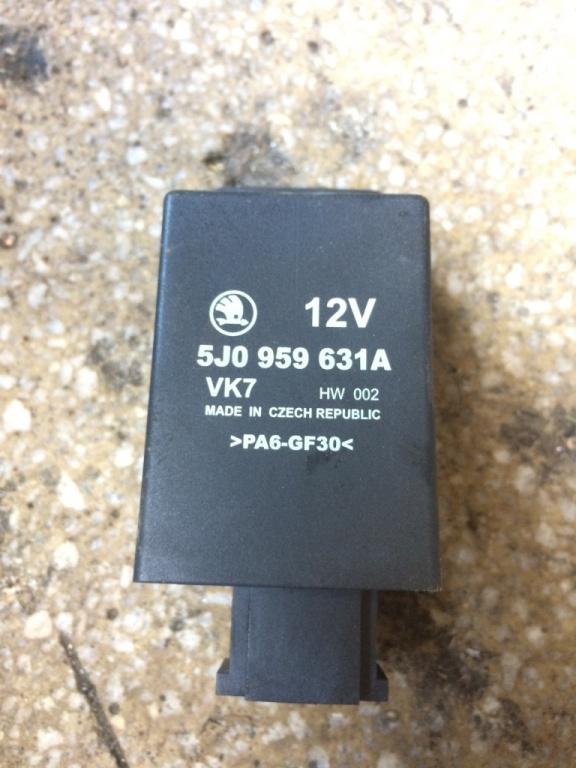 12V
5J0 959 631A
VK7 HW 002
MADE IN CZECH REPUBLIC
>PA6-GF30<